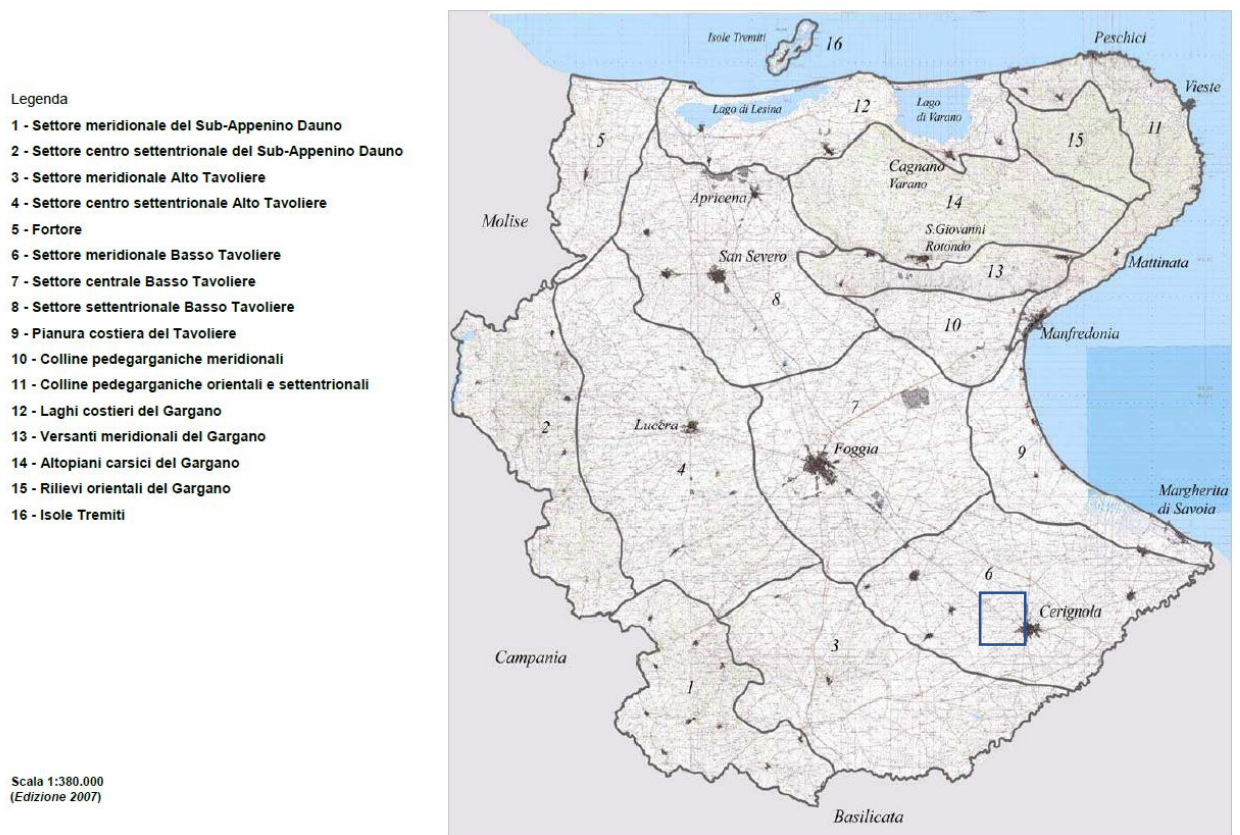 Legenda
1 - Settore meridionale del Sub-Appenino Dauno
2 - Settore centro settentrionale del Sub-Appenino Dauno
3 - Settore meridionale Alto Tavoliere
4 - Settore centro settentrionale Alto Tavoliere
5 - Fortore
6 - Settore meridionale Basso Tavoliere
7 - Settore centrale Basso Tavoliere
8 - Settore settentrionale Basso Tavoliere
9 - Pianura costiera del Tavoliere
10 - Colline pedegarganiche meridionali
11 - Colline pedegarganiche orientali e settentrionali
12 - Laghi costieri del Gargano
13 - Versanti meridionali del Gargano
14 - Altopiani carsici del Gargano
15 - Rilievi orientali del Gargano
16 - Isole Tremiti
Scala 1:380.000
(Edizione 2007)
Isole Tremiti
16
Peschici
Vieste
Lago di Lesina
12
Lago
di Varano
11
5
15
Cagnano
Varano
Apricena
14
Molise
S.Giovanni
Rotondo
San Severo
Mattinata
13
8
10
Manfredonia
7
2
Lucera
Foggia
4
9
Margherita
di Savoia
6
Cerignola
3
Campania
1
Basilicata